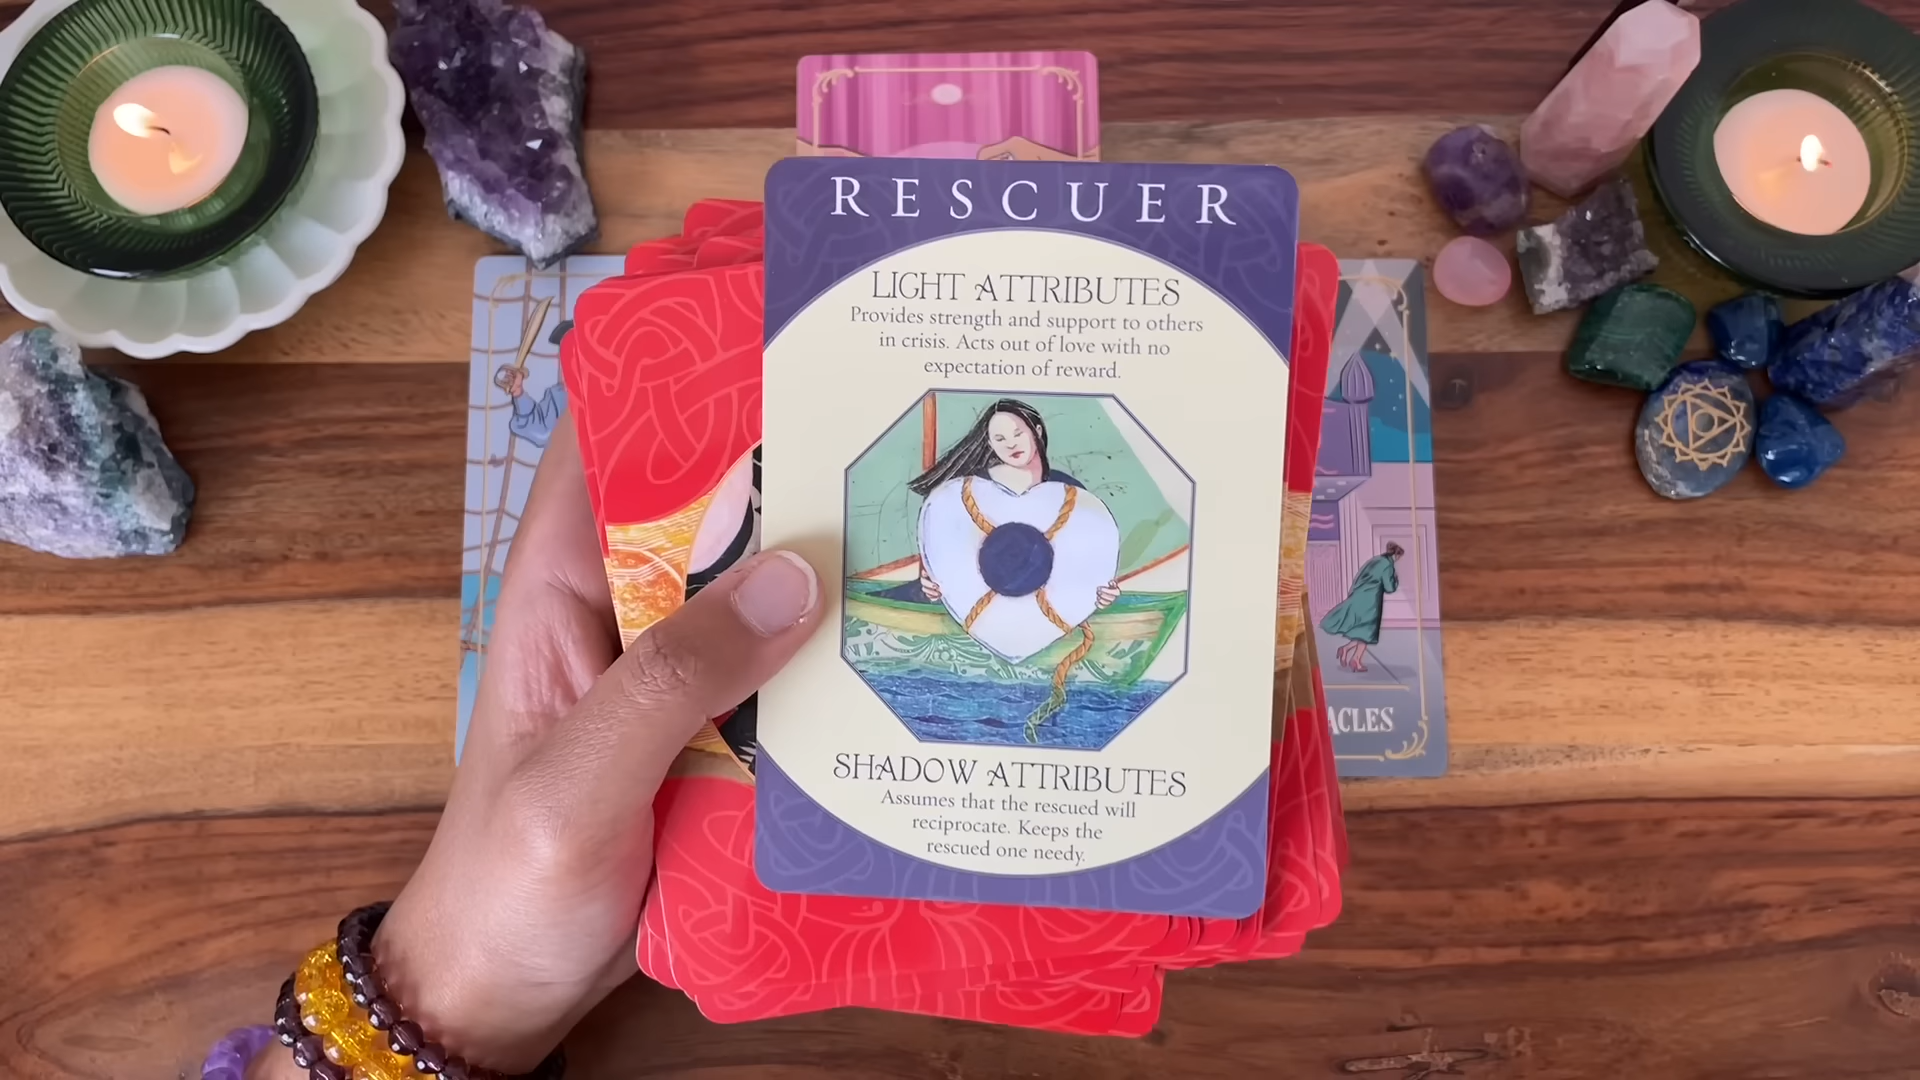 RESCUER
LIGHT ATTRIBUTES
Provides strength and support to others
in crisis. Acts out of love with no
expectation of reward.
SHADOW ATTRIBUTES
Assumes that the rescued will
reciprocate. Keeps the
rescued one needy.
ACLES